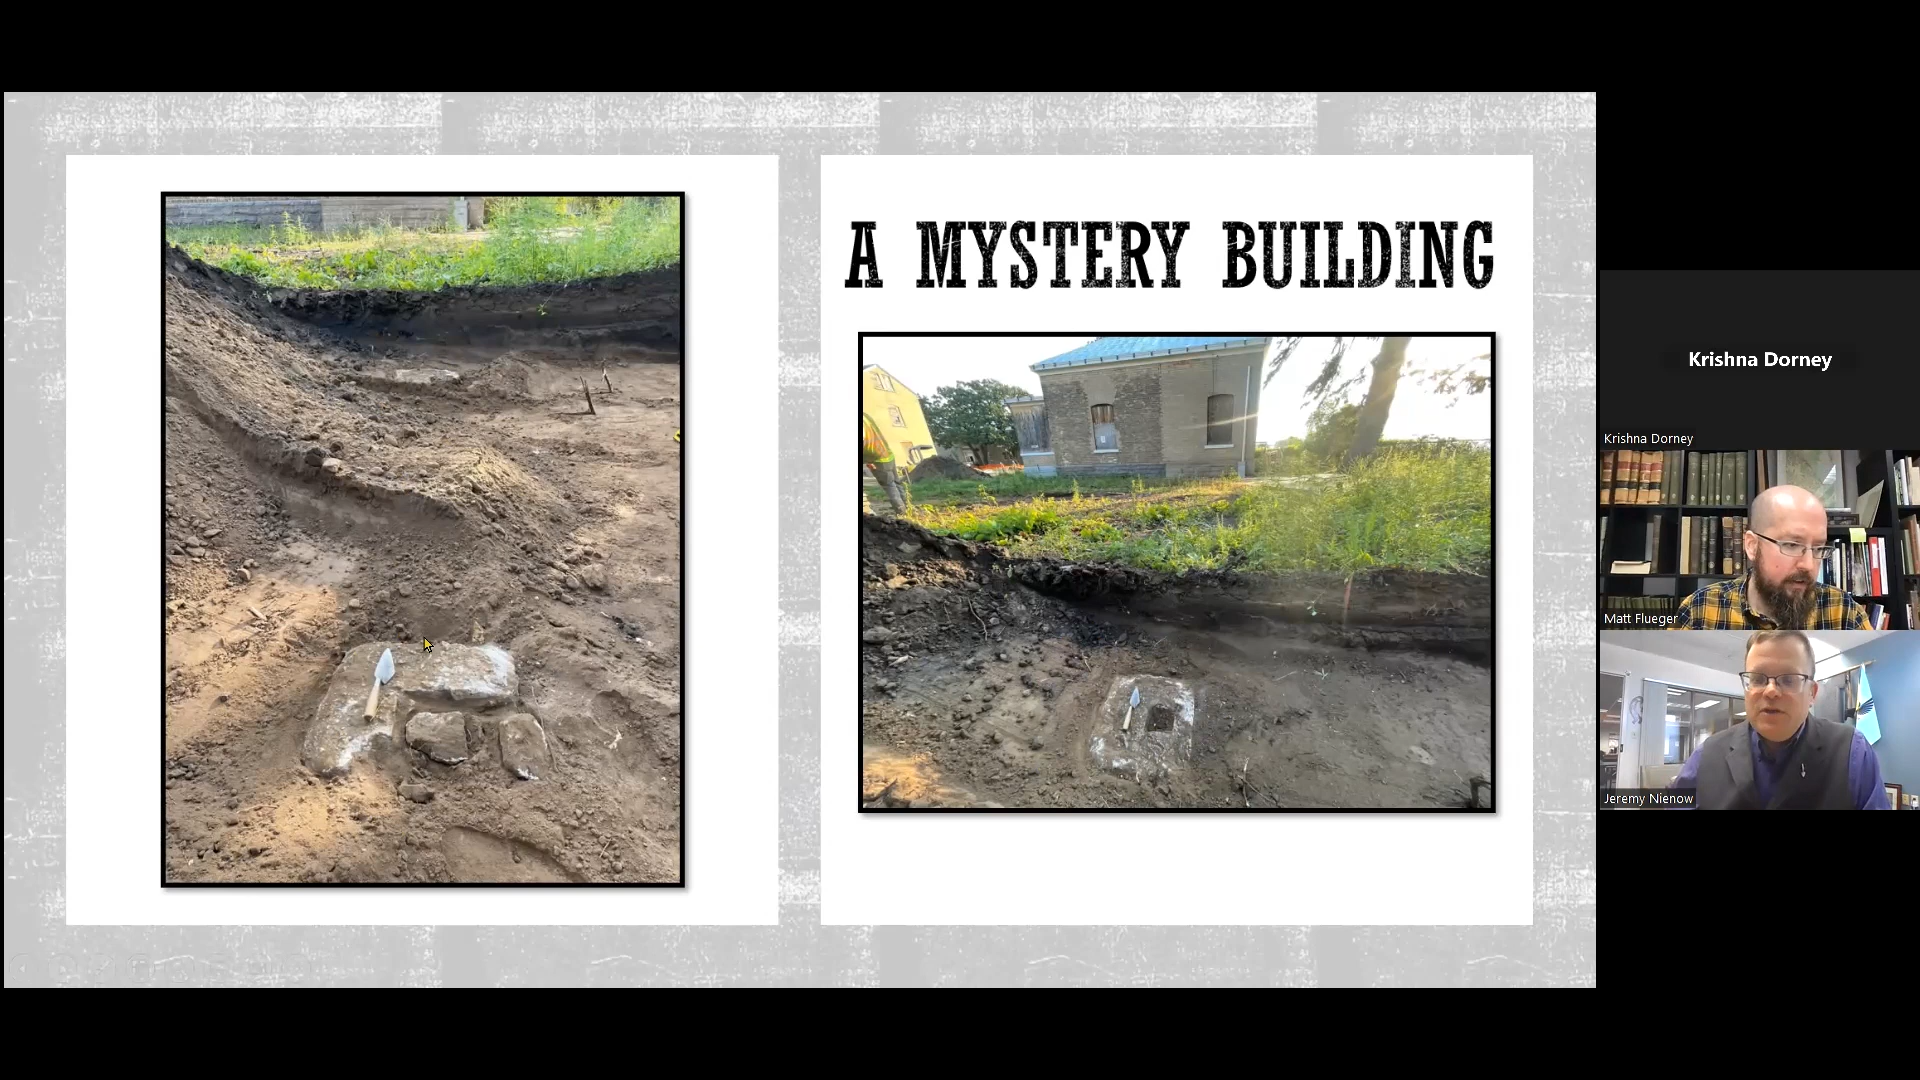 A MYSTERY BUILDING
Krishna Dorney
Krishna Dorney
Matt Flueger
Jeremy Nienow